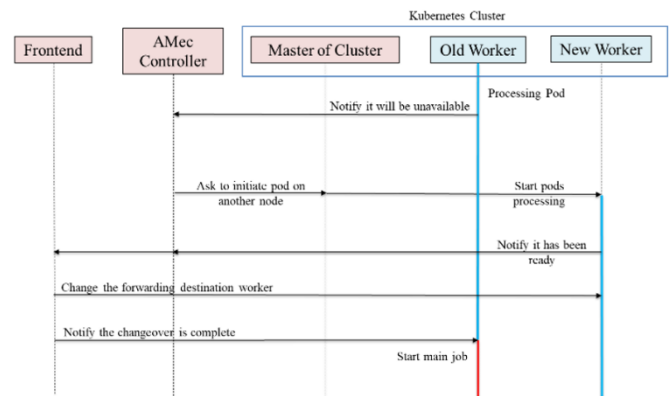 Kubernetes Cluster
Frontend
AMec
Controller
Master of Cluster
Old Worker
New Worker
Processing Pod
Notify it will be unavailable
Ask to initiate pod on
another node
Start pods
processing
Notify it has been
ready
Change the forwarding destination worker
Notify the changeover is complete
Start main job